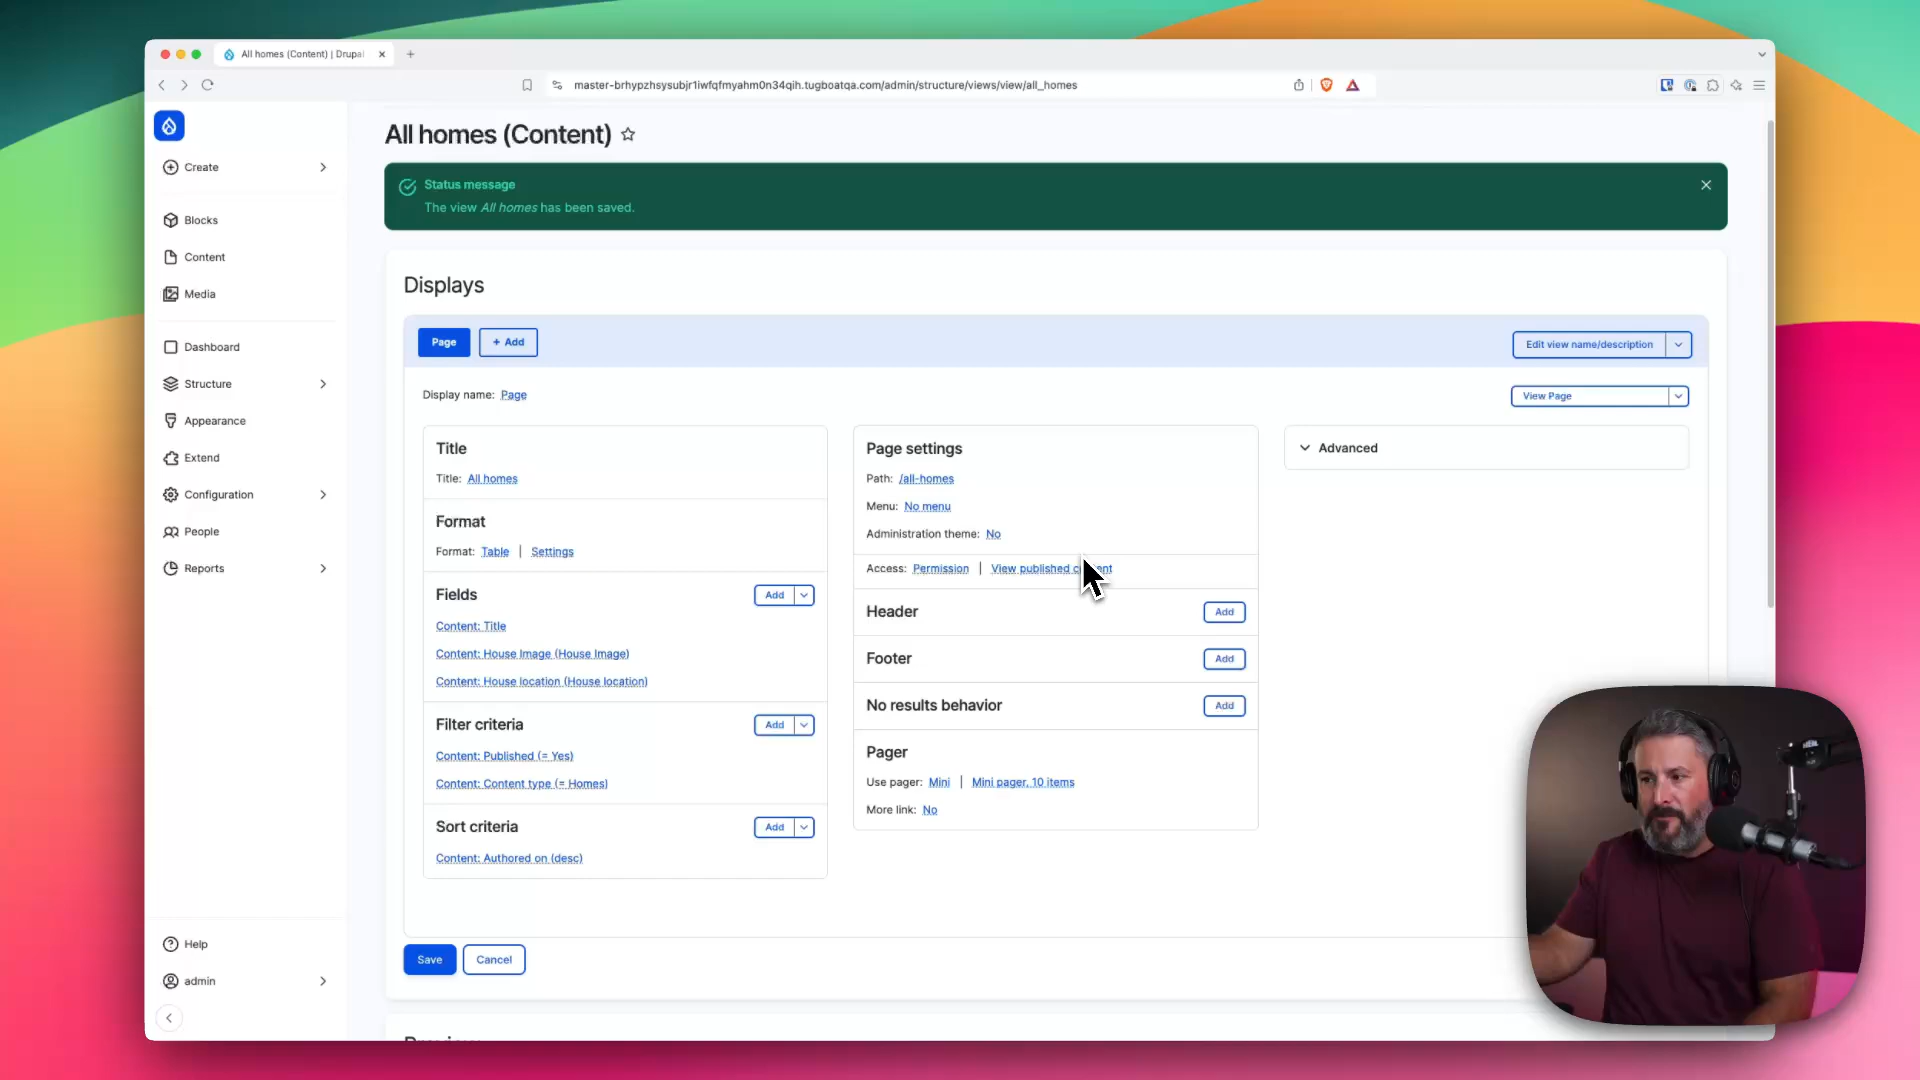 All homes (Content) | Drupal
master-brhypzhsysubjr1iwfqfmyahm0n34qih.tugboatqa.com/admin/structure/views/view/all_homes
Create
Blocks
Content
Media
Dashboard
Structure
Appearance
Extend
Configuration
People
Reports
Help
admin
All homes (Content)
Status message
The view All homes has been saved.
Displays
Page
+ Add
Edit view name/description
Display name: Page
View Page
Title
Title: All homes
Format
Format: Table | Settings
Fields
Add
Content: Title
Content: House Image (House Image)
Content: House location (House location)
Filter criteria
Add
Content: Published (= Yes)
Content: Content type (= Homes)
Sort criteria
Add
Content: Authored on (desc)
Page settings
Path: /all-homes
Menu: No menu
Administration theme: No
Access: Permission | View published
Header
Add
Footer
Add
No results behavior
Add
Pager
Use pager: Mini | Mini pager, 10 items
More link: No
Advanced
Save
Cancel